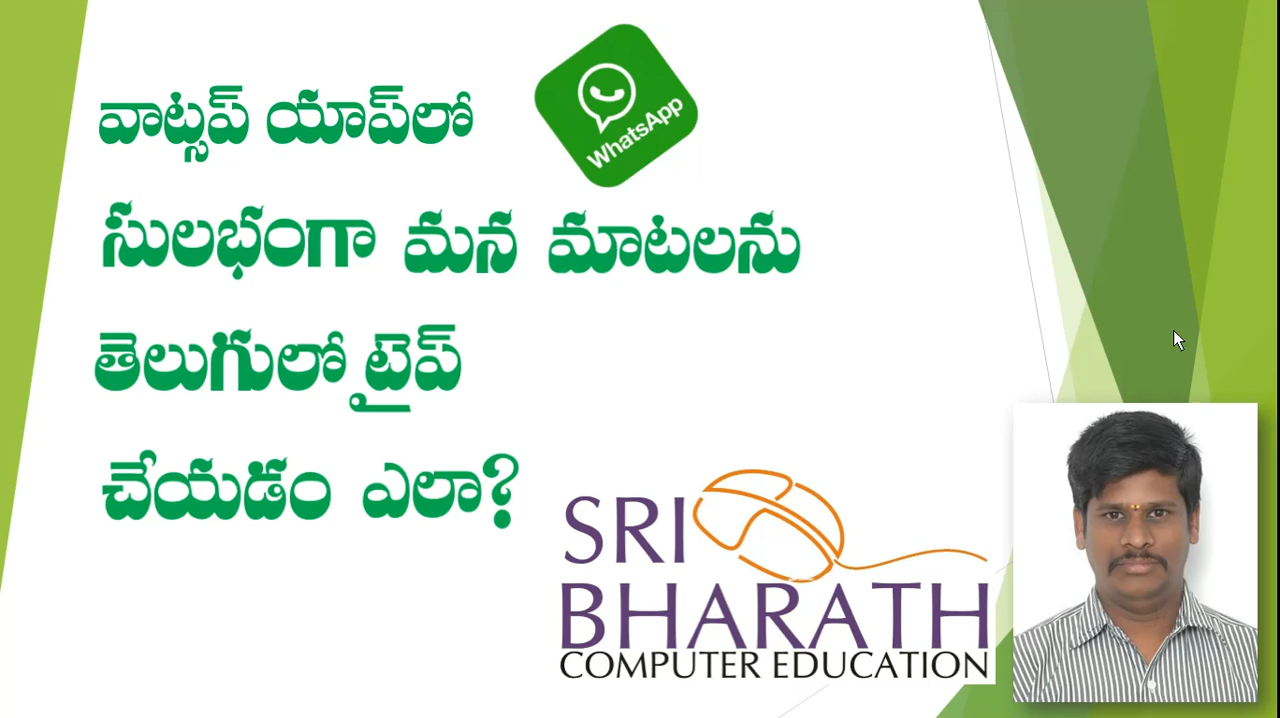 వాట్సప్ యాప్‌లో
WhatsApp
సులభంగా మన మాటలను
తెలుగులో టైప్
చేయడం ఎలా?
SRI
BHARATH
COMPUTER EDUCATION